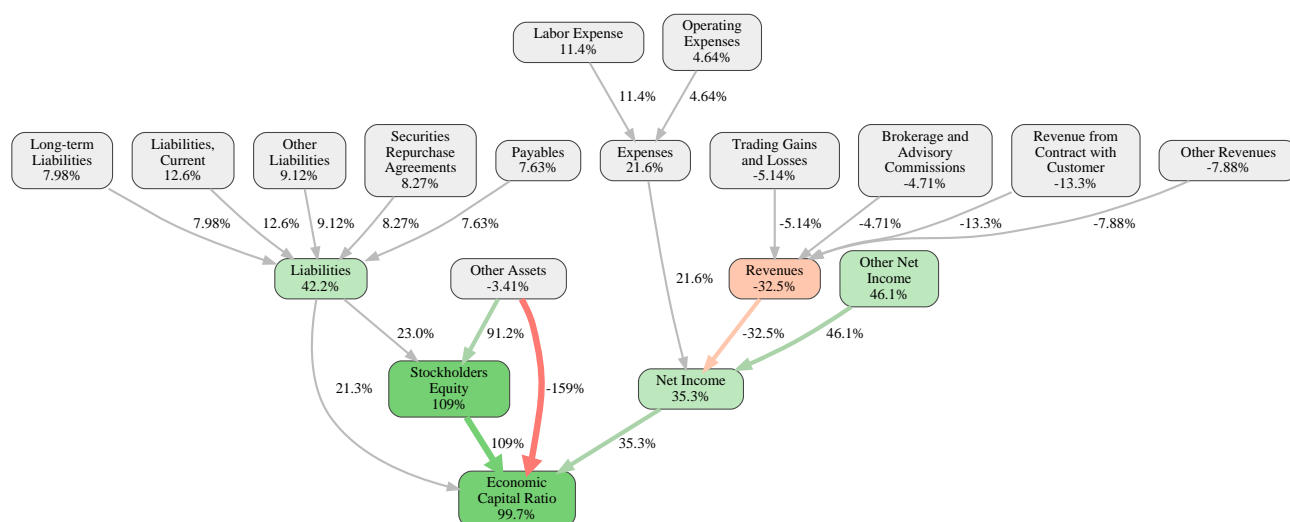 Labor Expense
11.4%
Operating
Expenses
4.64%
11.4%
4.64%
Long-term
Liabilities
7.98%
Liabilities,
Current
12.6%
Other
Liabilities
9.12%
Securities
Repurchase
Agreements
8.27%
Payables
7.63%
Expenses
21.6%
Trading Gains
and Losses
-5.14%
Brokerage and
Advisory
Commissions
-4.71%
Revenue from
Contract with
Customer
-13.3%
Other Revenues
-7.88%
7.98%
12.6%
9.12%
8.27%
7.63%
-5.14%
-4.71%
-13.3%
-7.88%
Liabilities
42.2%
Other Assets
-3.41%
21.6%
Revenues
-32.5%
Other Net
Income
46.1%
23.0%
91.2%
-32.5%
46.1%
Stockholders
Equity
109%
21.3%
-159%
Net Income
35.3%
109%
35.3%
Economic
Capital Ratio
99.7%